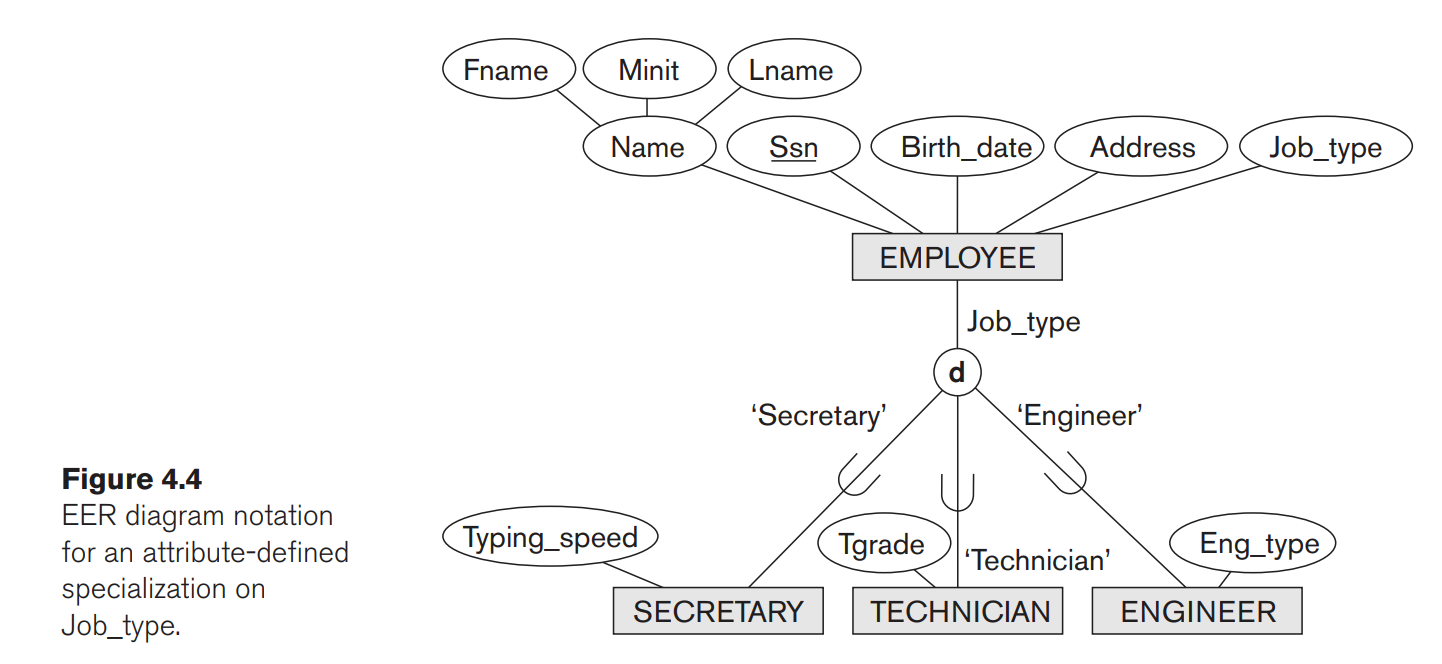 Fname Minit Lname
Name Ssn Birth_date Address Job_type
EMPLOYEE
Job_type
d
‘Secretary’ ‘Engineer’
Typing_speed Tgrade ‘Technician’ Eng_type
SECRETARY TECHNICIAN ENGINEER
Figure 4.4
EER diagram notation
for an attribute-defined
specialization on
Job_type.